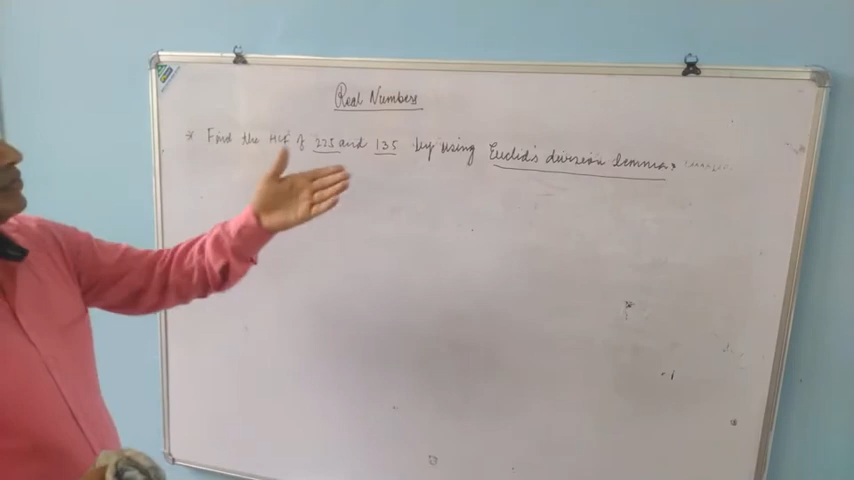 Real Numbers
* Find the HCF of 225 and 135 by using Euclid's division lemma.